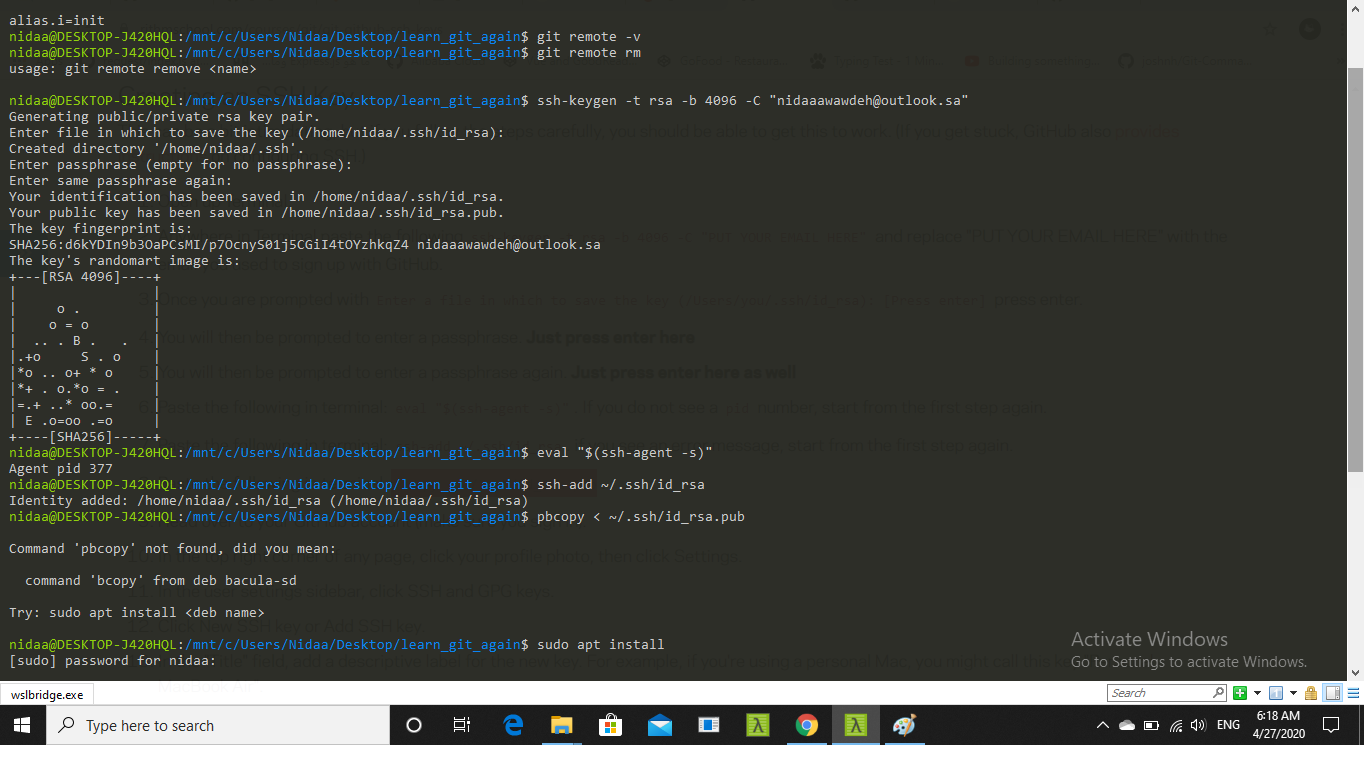 alias.i=init
nidaa@DESKTOP-J420HQL:/mnt/c/Users/Nidaa/Desktop/learn_git_again$ git remote -v
nidaa@DESKTOP-J420HQL:/mnt/c/Users/Nidaa/Desktop/learn_git_again$ git remote rm
usage: git remote remove <name>
nidaa@DESKTOP-J420HQL:/mnt/c/Users/Nidaa/Desktop/learn_git_again$ ssh-keygen -t rsa -b 4096 -C "nidaaawawdeh@outlook.sa"
Generating public/private rsa key pair.
Enter file in which to save the key (/home/nidaa/.ssh/id_rsa):
Created directory '/home/nidaa/.ssh'.
Enter passphrase (empty for no passphrase):
Enter same passphrase again:
Your identification has been saved in /home/nidaa/.ssh/id_rsa.
Your public key has been saved in /home/nidaa/.ssh/id_rsa.pub.
The key fingerprint is:
SHA256:d6kYDIn9b3OaPCsMI/p7OcnyS01j5CGiI4tOYzhkqZ4 nidaaawawdeh@outlook.sa
The key's randomart image is:
+---[RSA 4096]----+
|                 |
|     o .         |
|    o = o        |
|  .. . B .   .   |
|.+o     S . o    |
|*o .. o+ * o     |
|*+ . o.*o = .    |
|=.+ ..* oo.=     |
| E .o=oo .=o     |
+----[SHA256]-----+
nidaa@DESKTOP-J420HQL:/mnt/c/Users/Nidaa/Desktop/learn_git_again$ eval "$(ssh-agent -s)"
Agent pid 377
nidaa@DESKTOP-J420HQL:/mnt/c/Users/Nidaa/Desktop/learn_git_again$ ssh-add ~/.ssh/id_rsa
Identity added: /home/nidaa/.ssh/id_rsa (/home/nidaa/.ssh/id_rsa)
nidaa@DESKTOP-J420HQL:/mnt/c/Users/Nidaa/Desktop/learn_git_again$ pbcopy < ~/.ssh/id_rsa.pub
Command 'pbcopy' not found, did you mean:
command 'bcopy' from deb bacula-sd
Try: sudo apt install <deb name>
nidaa@DESKTOP-J420HQL:/mnt/c/Users/Nidaa/Desktop/learn_git_again$ sudo apt install
[sudo] password for nidaa:
Activate Windows
Go to Settings to activate Windows.
wslbridge.exe
Search
Type here to search
ENG
6:18 AM
4/27/2020